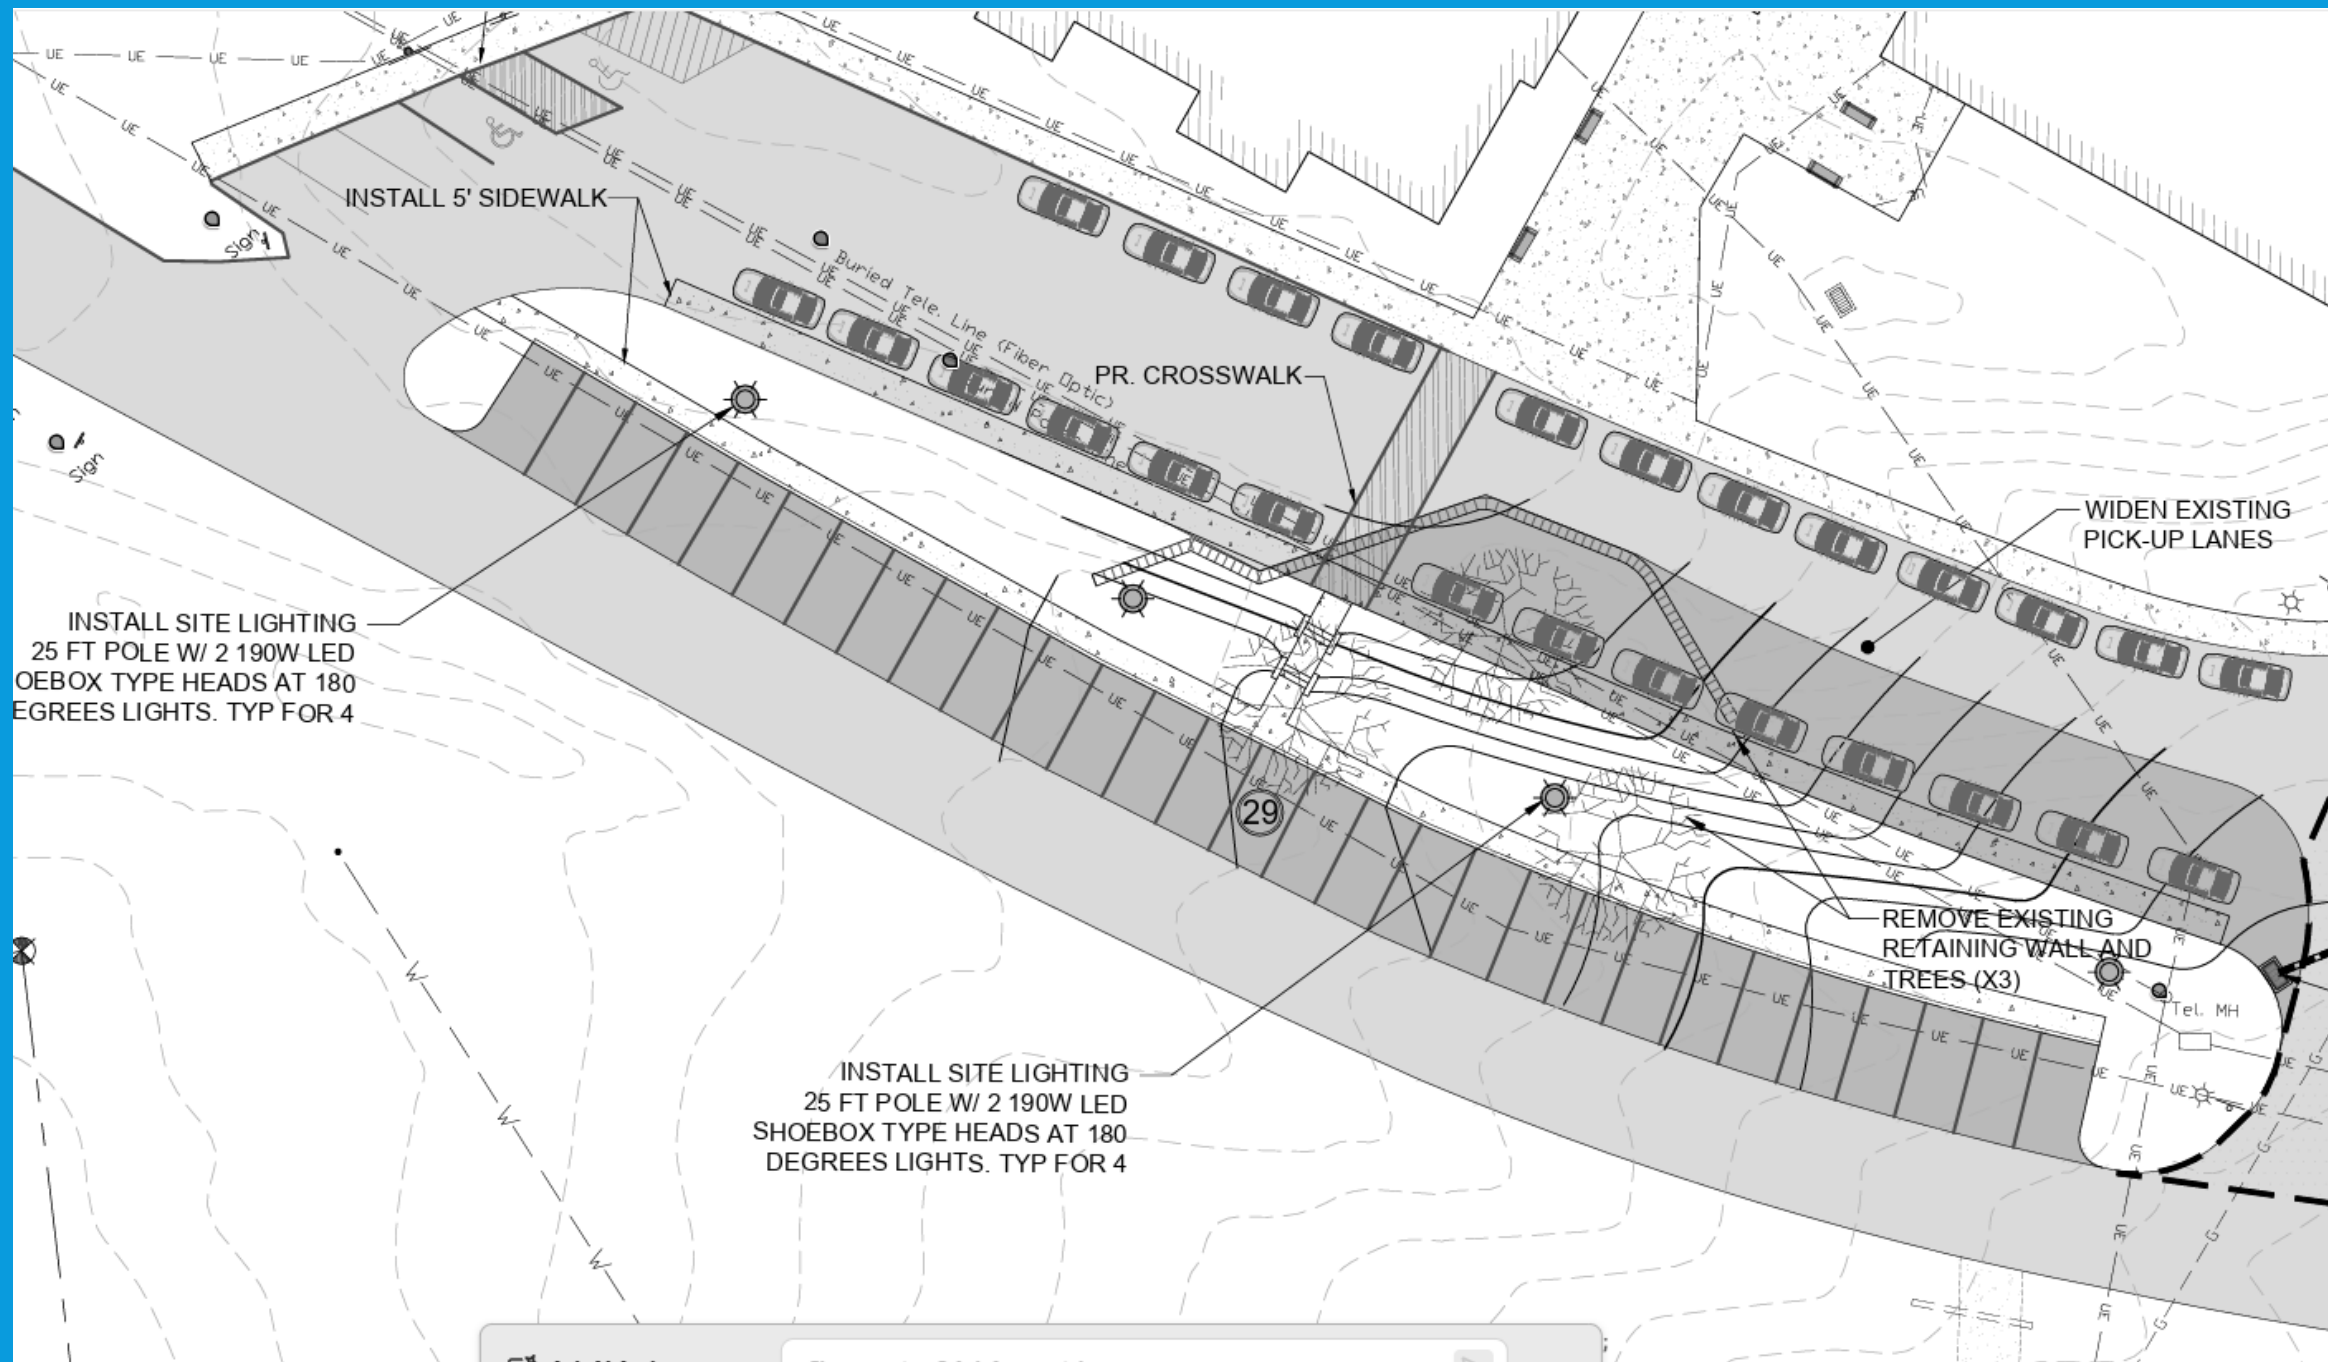 INSTALL 5' SIDEWALK
Sign
Buried Tele. Line (Fiber Optic)
PR. CROSSWALK
Sign
WIDEN EXISTING
PICK-UP LANES
INSTALL SITE LIGHTING
25 FT POLE W/ 2 190W LED
OEBOX TYPE HEADS AT 180
EGREES LIGHTS. TYP FOR 4
29
REMOVE EXISTING
RETAINING WALL AND
TREES (X3)
Tel. MH
INSTALL SITE LIGHTING
25 FT POLE W/ 2 190W LED
SHOEBOX TYPE HEADS AT 180
DEGREES LIGHTS. TYP FOR 4
UE
W
G